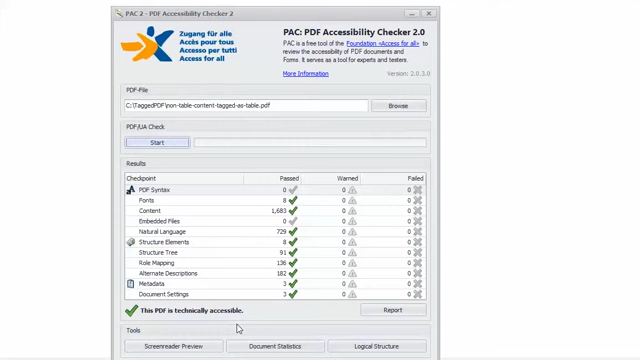 PAC 2 - PDF Accessibility Checker 2
Zugang für alle
Accès pour tous
Accesso per tutti
Access for all
PAC: PDF Accessibility Checker 2.0
PAC is a free tool of the Foundation «Access for all» to
review the accessibility of PDF documents and
Forms. It serves as a tool for experts and testers.
More Information
Version: 2.0.3.0
PDF-File
C:\TaggedPDF\non-table-content-tagged-as-table.pdf
Browse
PDF/UA Check
Start
Results
Checkpoint Passed Warned Failed
PDF Syntax 0 0 0
Fonts 8 0 0
Content 1,683 0 0
Embedded Files 0 0 0
Natural Language 729 0 0
Structure Elements 8 0 0
Structure Tree 91 0 0
Role Mapping 136 0 0
Alternate Descriptions 182 0 0
Metadata 3 0 0
Document Settings 3 0 0
This PDF is technically accessible.
Report
Tools
Screenreader Preview
Document Statistics
Logical Structure